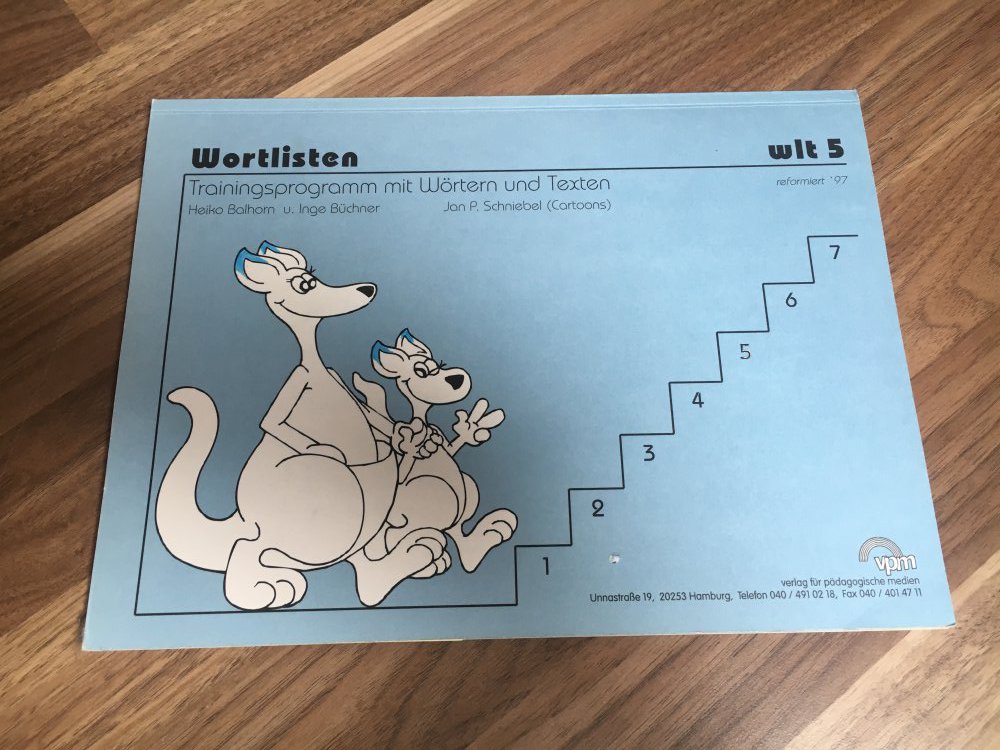 Wortlisten wlt 5
Trainingsprogramm mit Wörtern und Texten reformiert '97
Heiko Balhorn u. Inge Büchner Jan P. Schniebel (Cartoons)
7
6
5
4
3
2
1
vpm
verlag für pädagogische medien
Unnastraße 19, 20253 Hamburg, Telefon 040 / 491 02 18, Fax 040 / 401 47 11